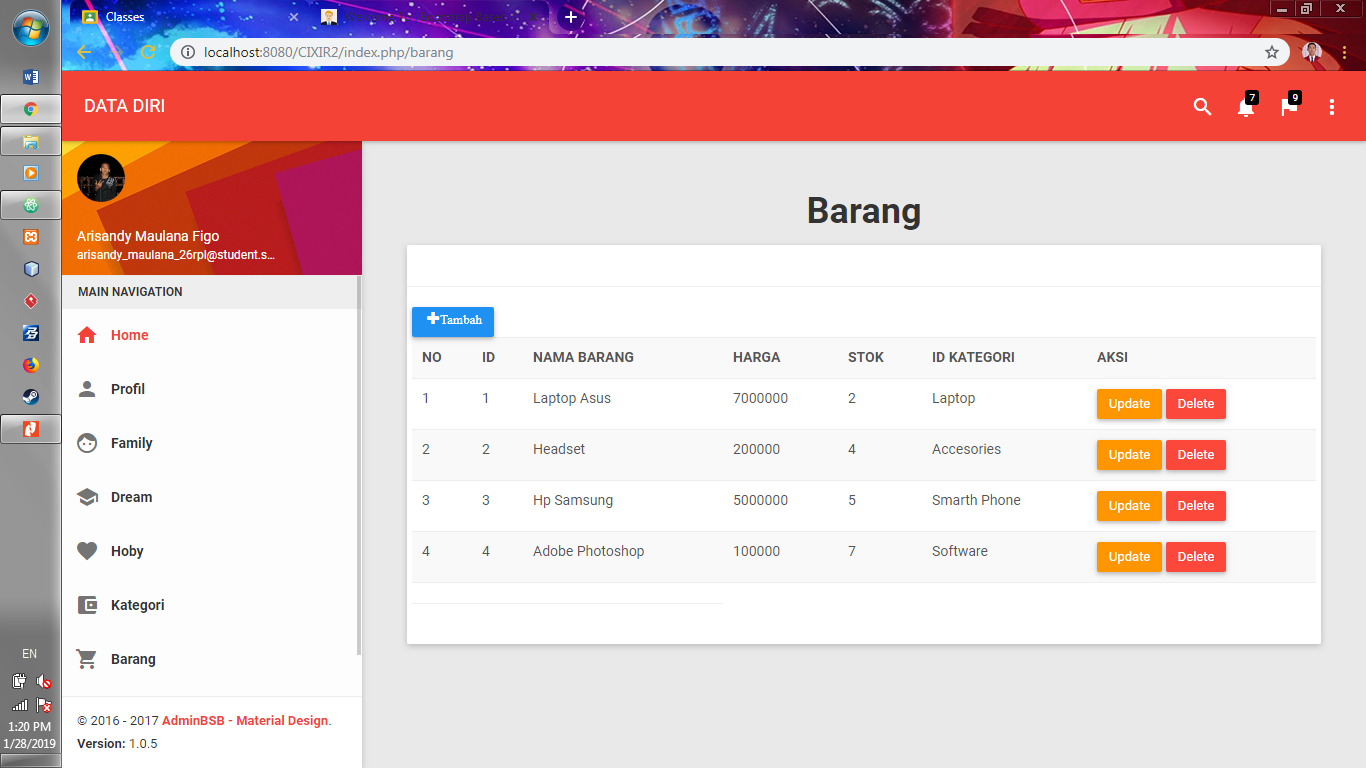 Classes
localhost:8080/CIXIR2/index.php/barang
DATA DIRI
7
9
Arisandy Maulana Figo
arisandy_maulana_26rpl@student.s...
MAIN NAVIGATION
Home
Profil
Family
Dream
Hoby
Kategori
Barang
© 2016 - 2017 AdminBSB - Material Design.
Version: 1.0.5
Barang
Tambah
NO ID NAMA BARANG HARGA STOK ID KATEGORI AKSI
1 1 Laptop Asus 7000000 2 Laptop Update Delete
2 2 Headset 200000 4 Accesories Update Delete
3 3 Hp Samsung 5000000 5 Smarth Phone Update Delete
4 4 Adobe Photoshop 100000 7 Software Update Delete
EN
1:20 PM
1/28/2019